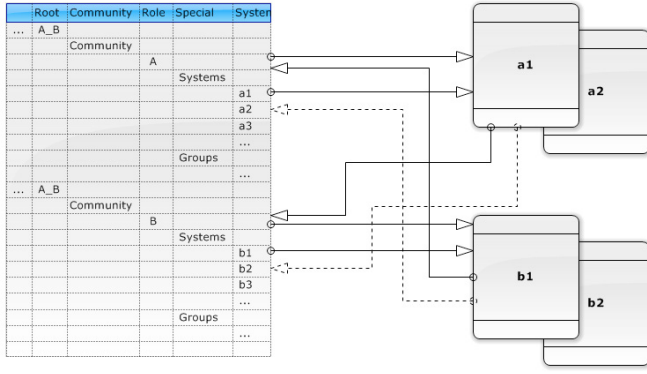 Root Community Role Special System
... A_B
Community
A
Systems
a1
a2
a3
...
Groups
...
... A_B
Community
B
Systems
b1
b2
b3
...
Groups
...
a1
a2
b1
b2